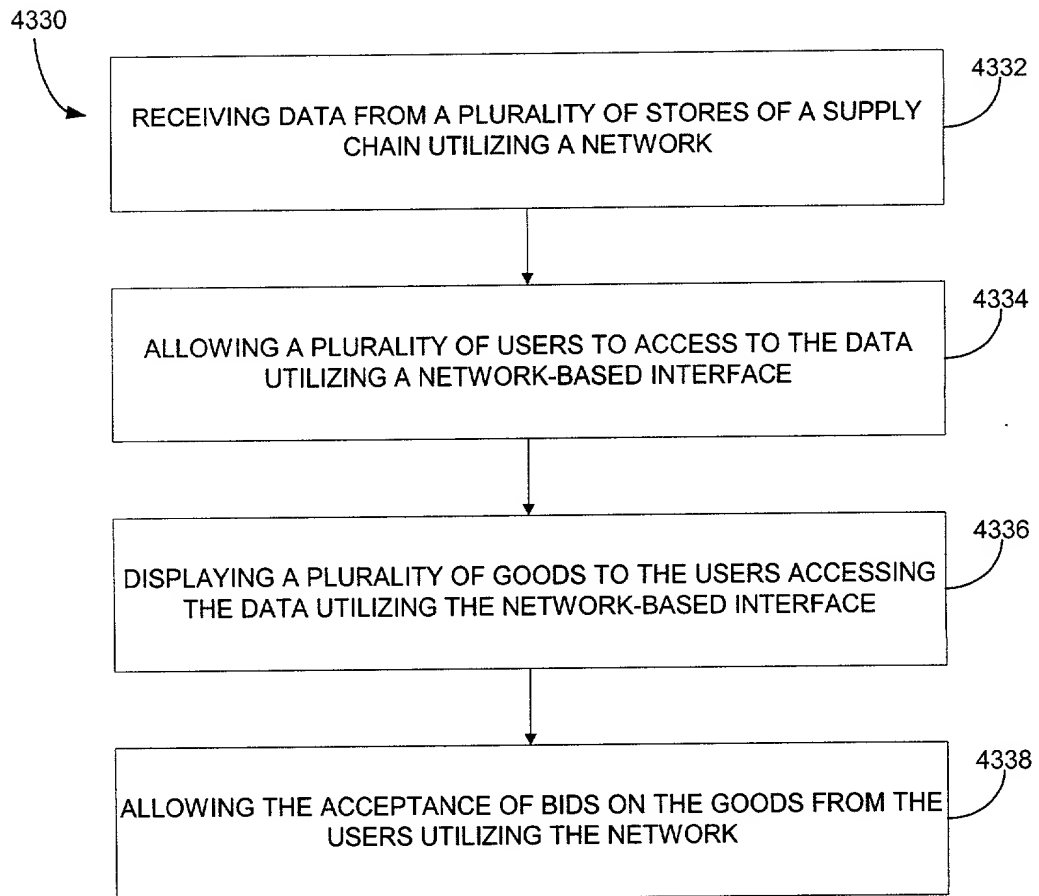 4330
4332
RECEIVING DATA FROM A PLURALITY OF STORES OF A SUPPLY
CHAIN UTILIZING A NETWORK
4334
ALLOWING A PLURALITY OF USERS TO ACCESS TO THE DATA
UTILIZING A NETWORK-BASED INTERFACE
4336
DISPLAYING A PLURALITY OF GOODS TO THE USERS ACCESSING
THE DATA UTILIZING THE NETWORK-BASED INTERFACE
4338
ALLOWING THE ACCEPTANCE OF BIDS ON THE GOODS FROM THE
USERS UTILIZING THE NETWORK